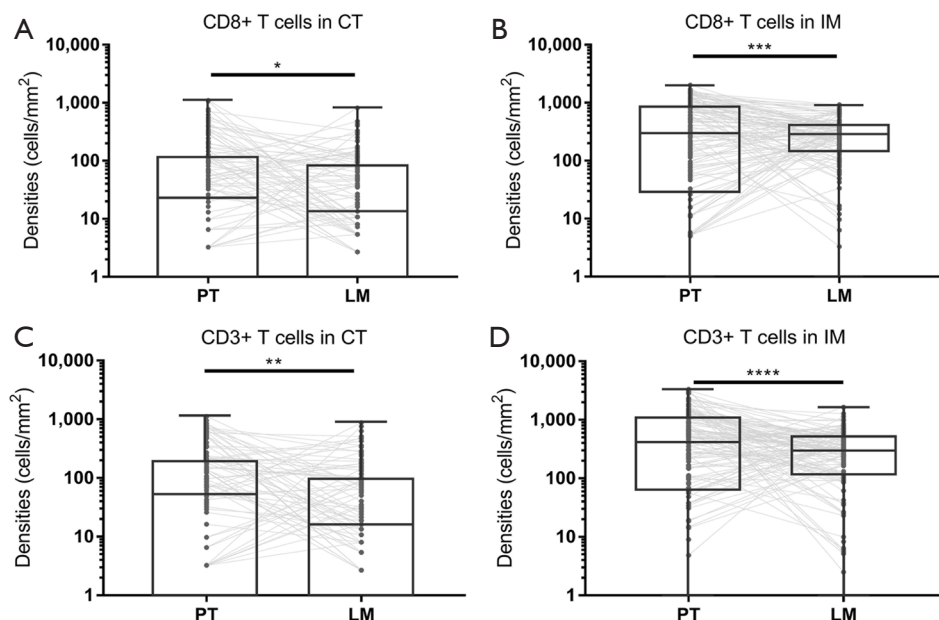 A
CD8+ T cells in CT
Densities (cells/mm²)
10,000
1,000
100
10
1
*
PT LM
B
CD8+ T cells in IM
Densities (cells/mm²)
10,000
1,000
100
10
1
***
PT LM
C
CD3+ T cells in CT
Densities (cells/mm²)
10,000
1,000
100
10
1
**
PT LM
D
CD3+ T cells in IM
Densities (cells/mm²)
10,000
1,000
100
10
1
****
PT LM